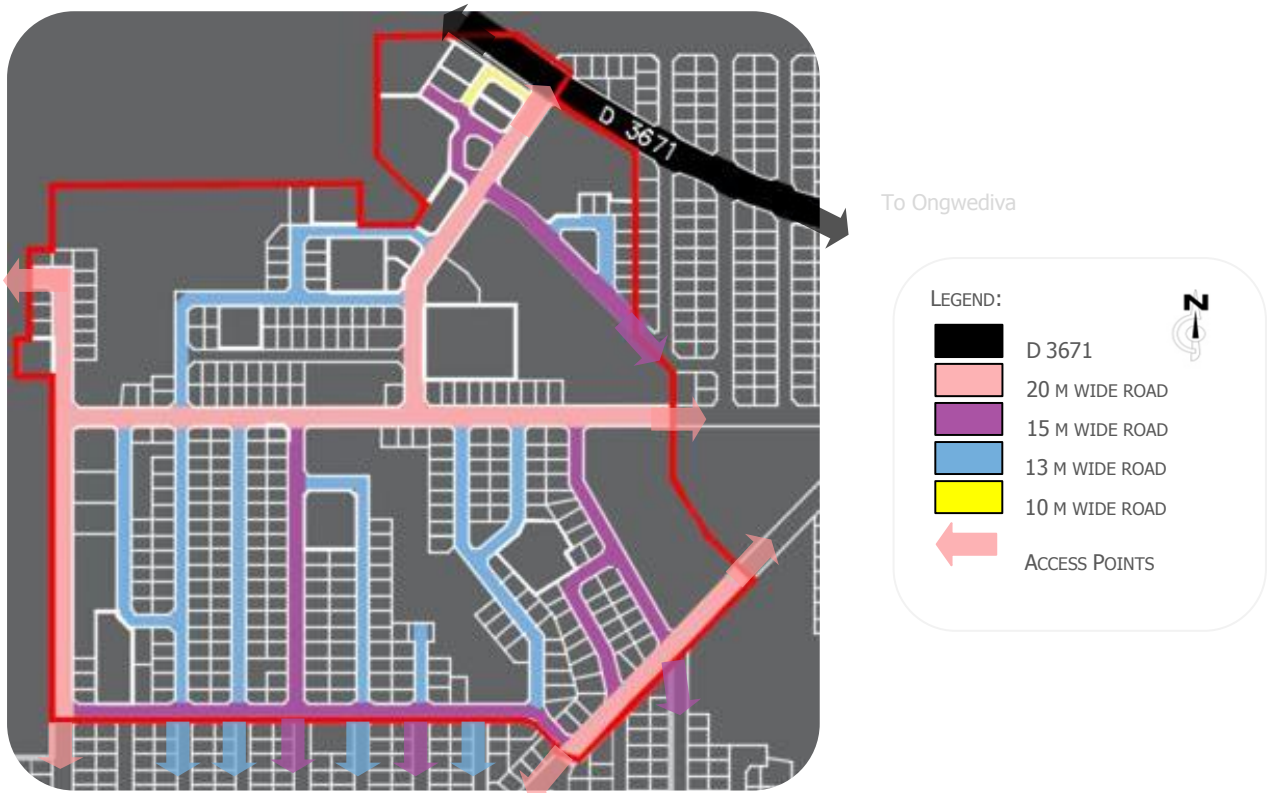 D 3671
To Ongwediva
LEGEND:
N
D 3671
20 M WIDE ROAD
15 M WIDE ROAD
13 M WIDE ROAD
10 M WIDE ROAD
ACCESS POINTS